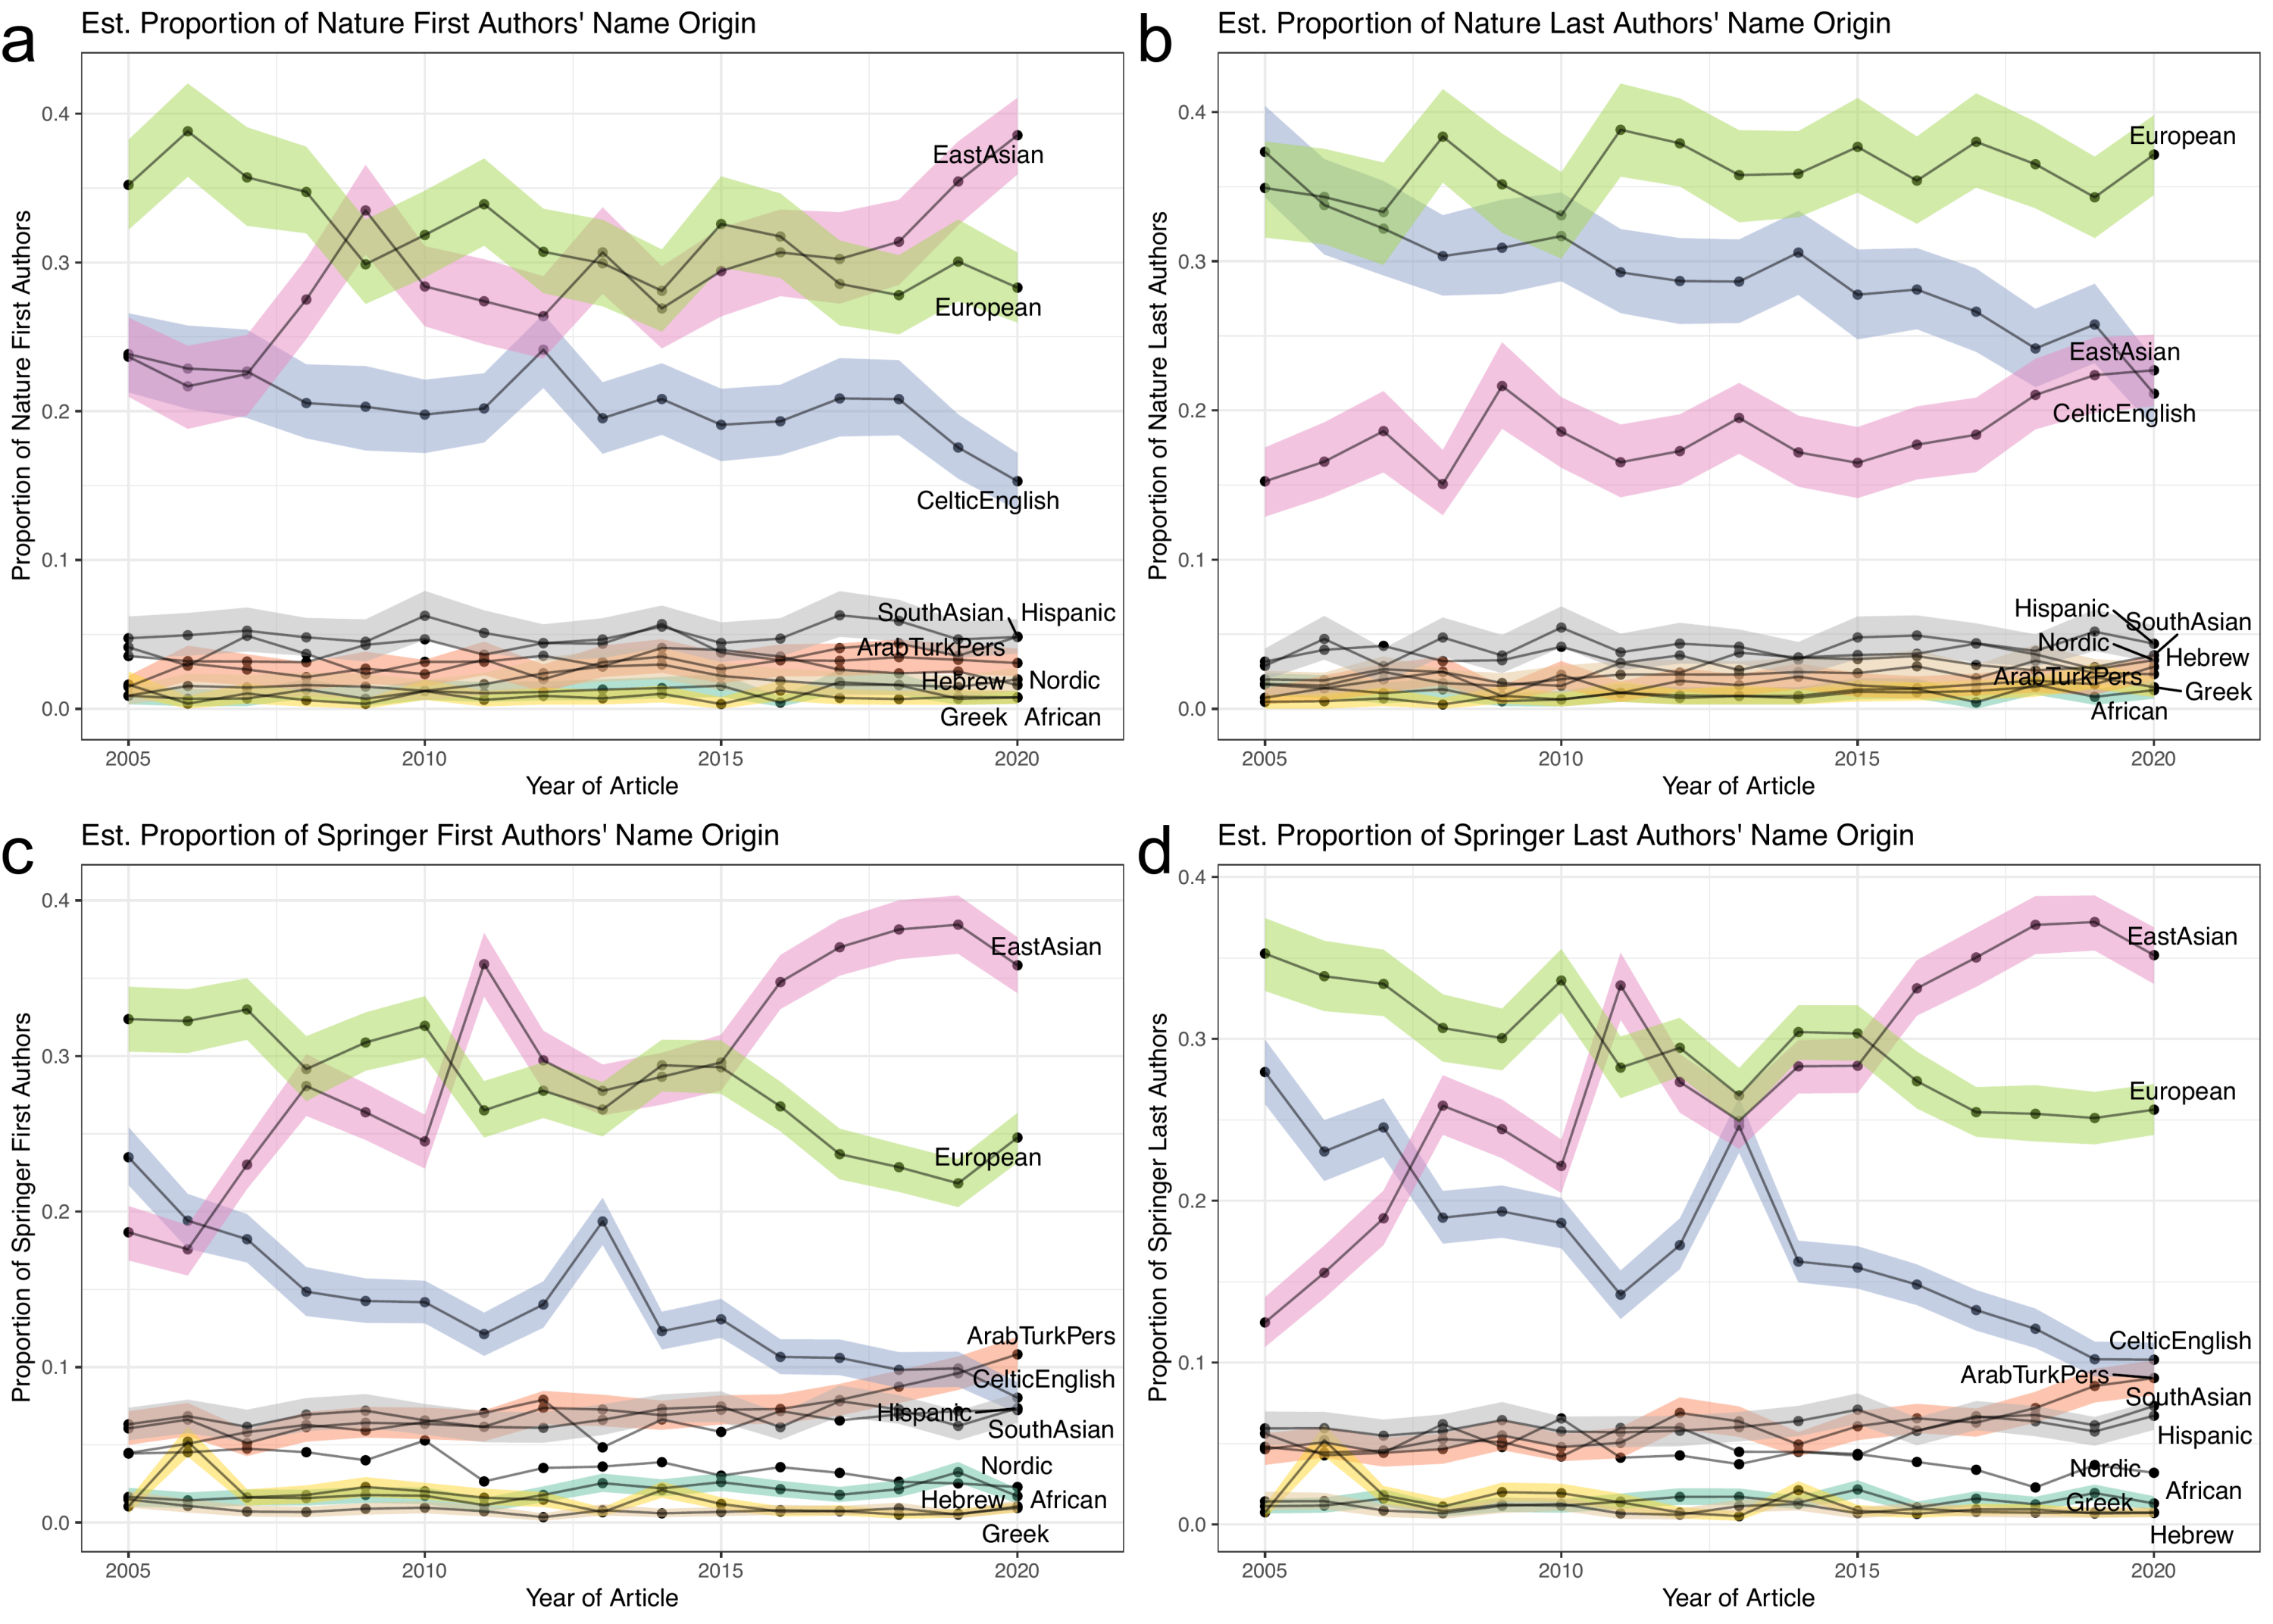 a
Est. Proportion of Nature First Authors' Name Origin
Proportion of Nature First Authors
0.4
0.3
0.2
0.1
0.0
EastAsian
European
CelticEnglish
SouthAsian
Hispanic
ArabTurkPers
Hebrew
Nordic
Greek
African
2005
2010
2015
2020
Year of Article
b
Est. Proportion of Nature Last Authors' Name Origin
Proportion of Nature Last Authors
0.4
0.3
0.2
0.1
0.0
European
EastAsian
CelticEnglish
Hispanic
SouthAsian
Nordic
Hebrew
ArabTurkPers
Greek
African
2005
2010
2015
2020
Year of Article
c
Est. Proportion of Springer First Authors' Name Origin
Proportion of Springer First Authors
0.4
0.3
0.2
0.1
0.0
EastAsian
European
ArabTurkPers
CelticEnglish
Hispanic
SouthAsian
Nordic
Hebrew
African
Greek
2005
2010
2015
2020
Year of Article
d
Est. Proportion of Springer Last Authors' Name Origin
Proportion of Springer Last Authors
0.4
0.3
0.2
0.1
0.0
EastAsian
European
CelticEnglish
ArabTurkPers
SouthAsian
Hispanic
Nordic
African
Greek
Hebrew
2005
2010
2015
2020
Year of Article